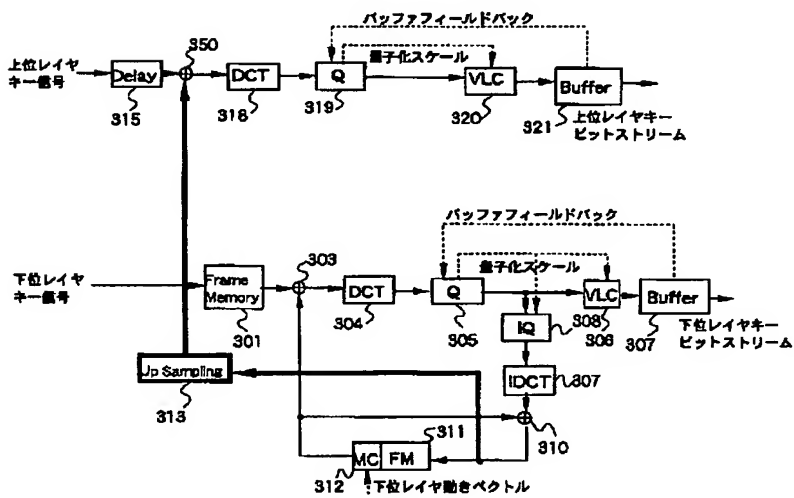 バッファフィールドバック
量子化スケール
上位レイヤ
キー信号
Delay
315
350
DCT
318
Q
319
VLC
320
Buffer
321
上位レイヤキー
ビットストリーム
バッファフィールドバック
量子化スケール
下位レイヤ
キー信号
Frame
Memory
301
303
DCT
304
Q
305
VLC
306
Buffer
307
下位レイヤキー
ビットストリーム
IQ
308
IDCT
307
310
Up Sampling
313
MC
FM
311
312
下位レイヤ動きベクトル